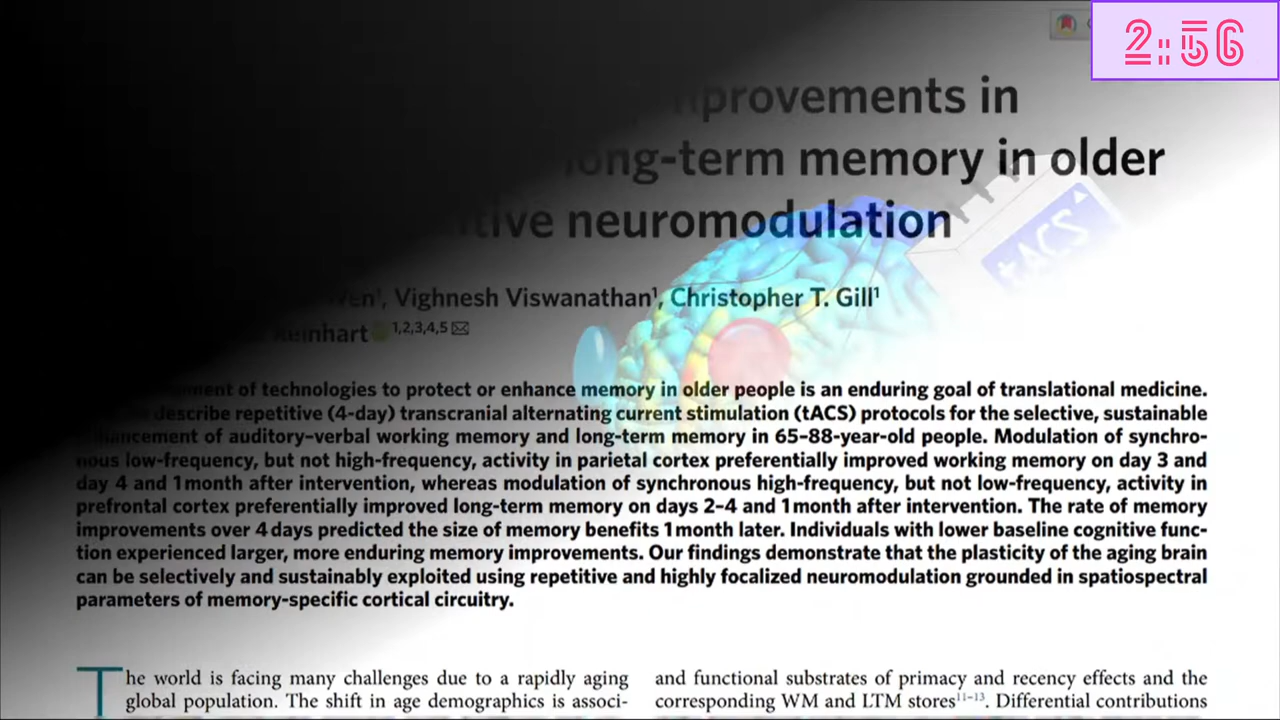 2:56
improvements in
long-term memory in older
neuromodulation
Wen¹, Vighnesh Viswanathan¹, Christopher T. Gill¹
Reinhart 1,2,3,4,5
of technologies to protect or enhance memory in older people is an enduring goal of translational medicine.
describe repetitive (4-day) transcranial alternating current stimulation (tACS) protocols for the selective, sustainable
enhancement of auditory–verbal working memory and long-term memory in 65–88-year-old people. Modulation of synchro-
nous low-frequency, but not high-frequency, activity in parietal cortex preferentially improved working memory on day 3 and
day 4 and 1 month after intervention, whereas modulation of synchronous high-frequency, but not low-frequency, activity in
prefrontal cortex preferentially improved long-term memory on days 2–4 and 1 month after intervention. The rate of memory
improvements over 4 days predicted the size of memory benefits 1 month later. Individuals with lower baseline cognitive func-
tion experienced larger, more enduring memory improvements. Our findings demonstrate that the plasticity of the aging brain
can be selectively and sustainably exploited using repetitive and highly focalized neuromodulation grounded in spatiospectral
parameters of memory-specific cortical circuitry.
tACS
The world is facing many challenges due to a rapidly aging
global population. The shift in age demographics is associ-
and functional substrates of primacy and recency effects and the
corresponding WM and LTM stores¹¹⁻¹³. Differential contributions